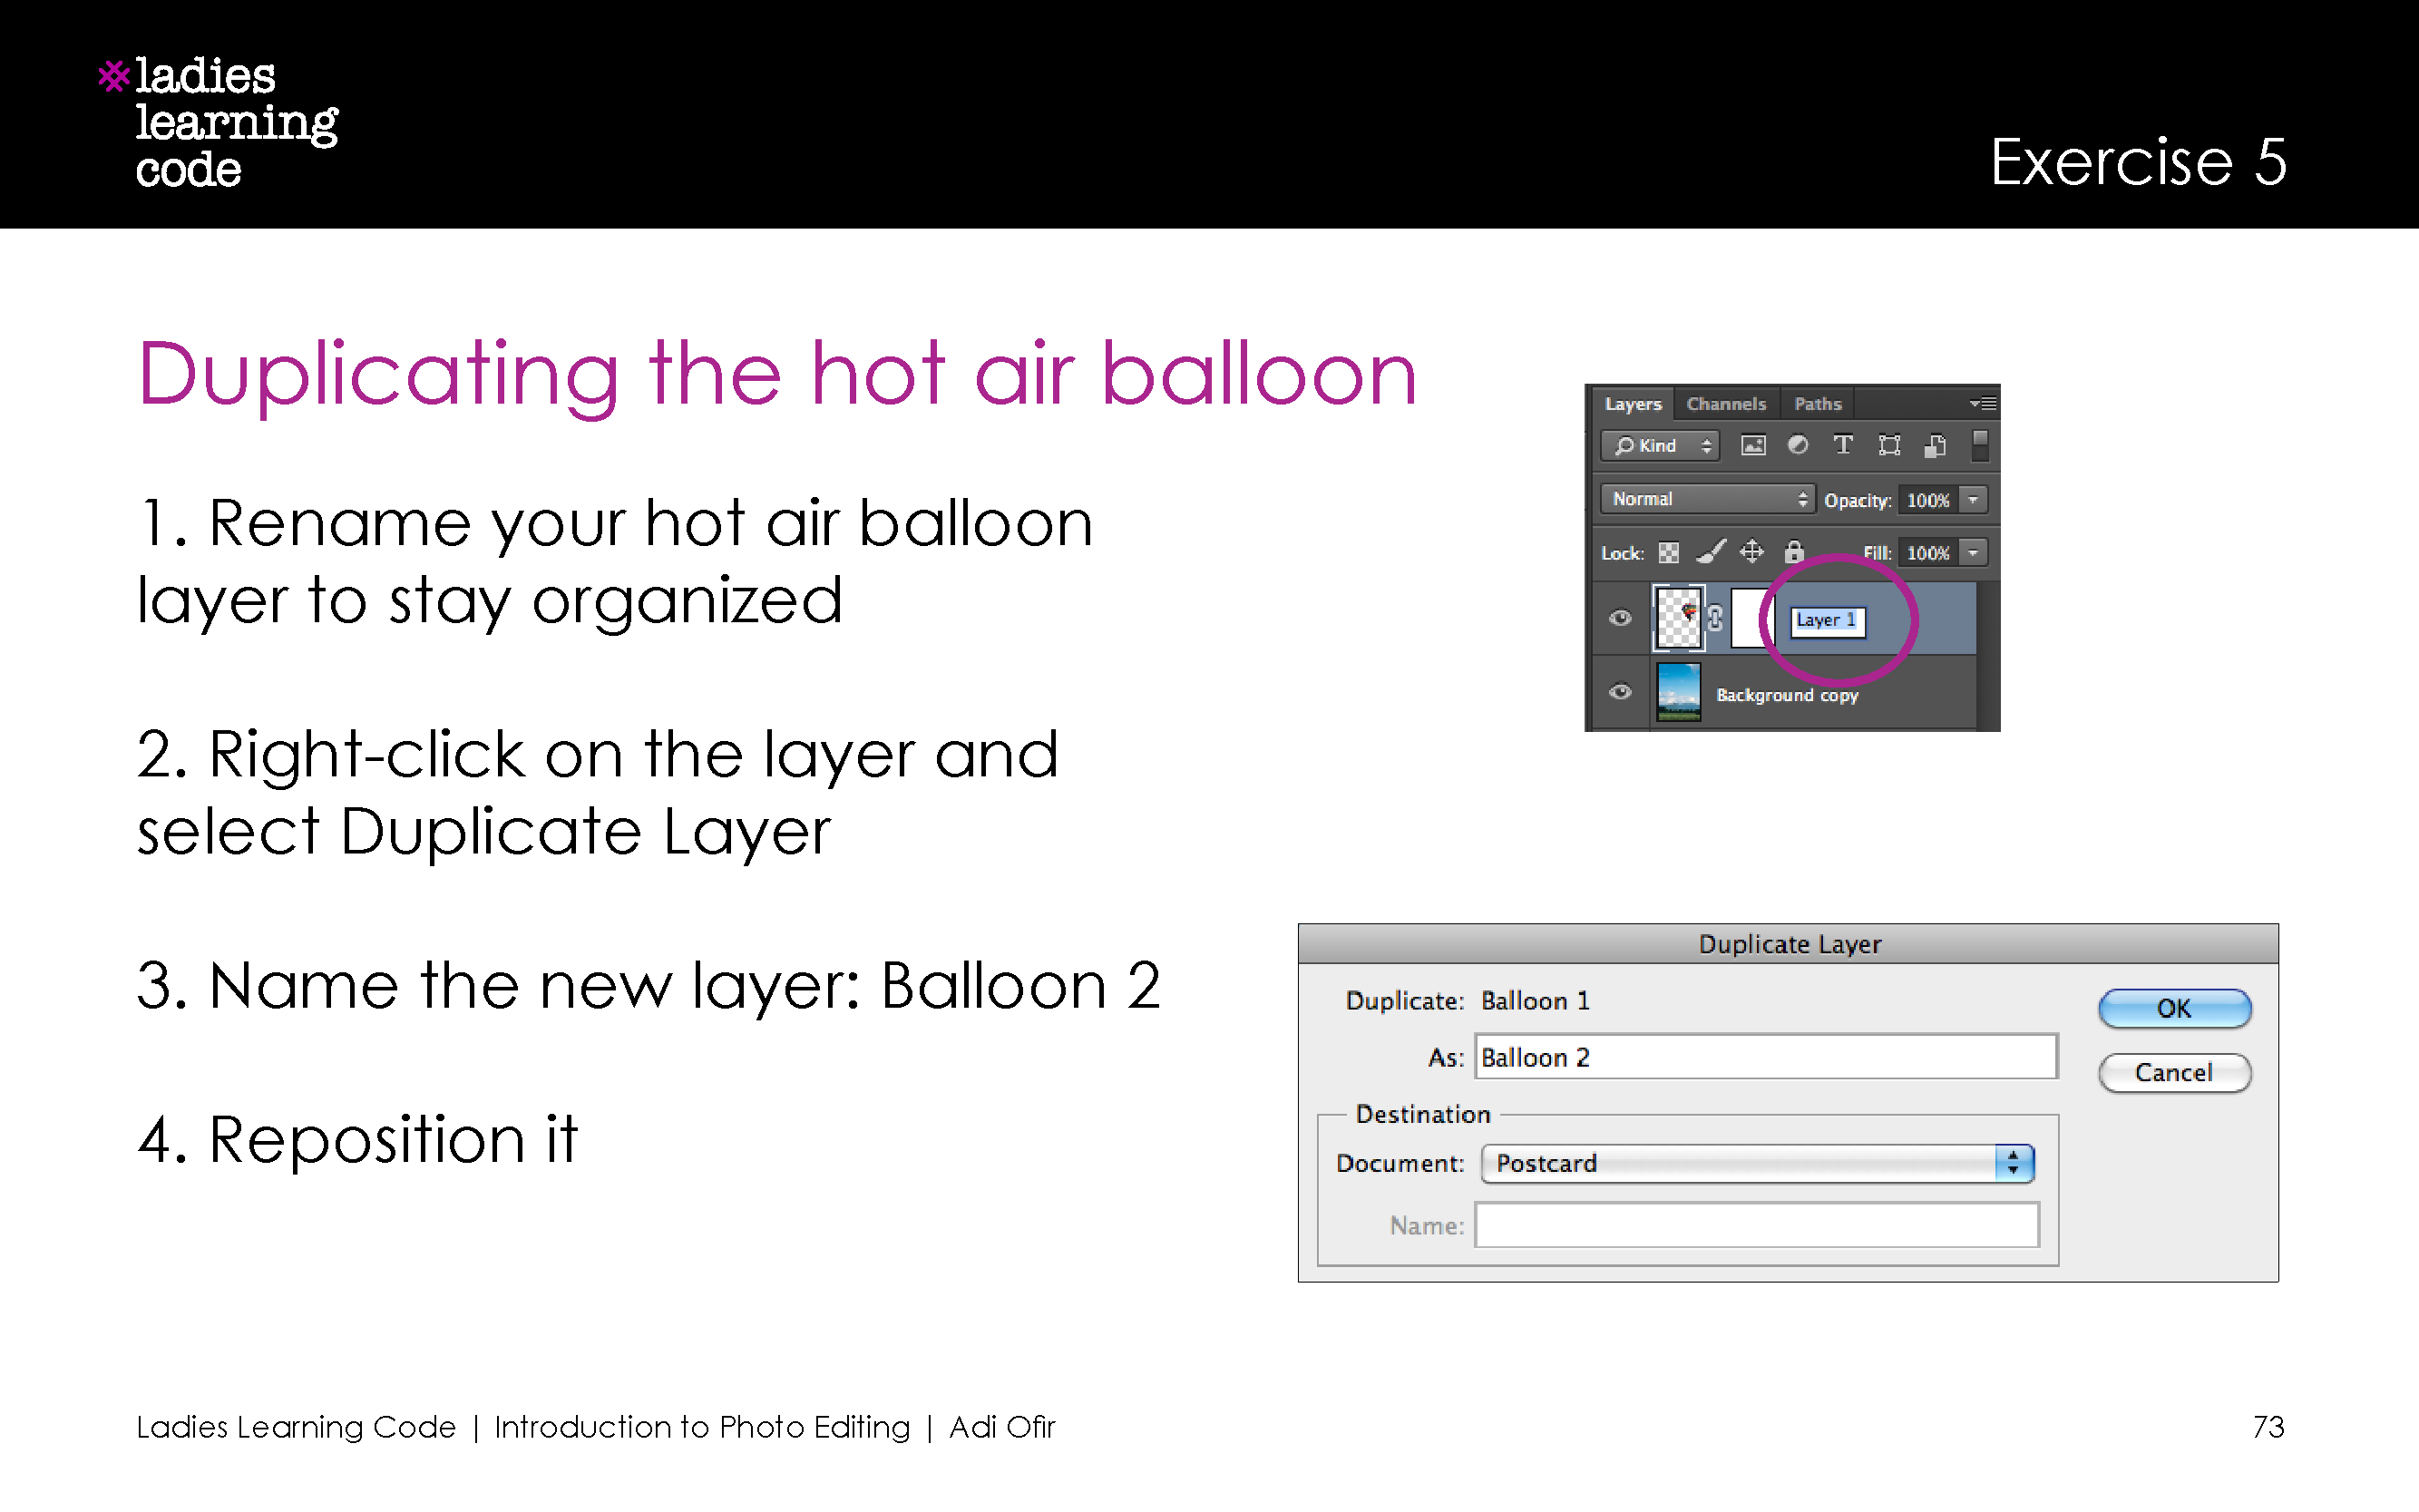 ladies
learning
code
Exercise 5
Duplicating the hot air balloon
1. Rename your hot air balloon
layer to stay organized
2. Right-click on the layer and
select Duplicate Layer
3. Name the new layer: Balloon 2
4. Reposition it
Layers Channels Paths
Kind
Normal Opacity: 100%
Lock: Fill: 100%
Layer 1
Background copy
Duplicate Layer
Duplicate: Balloon 1
OK
As: Balloon 2
Cancel
Destination
Document: Postcard
Name:
Ladies Learning Code | Introduction to Photo Editing | Adi Ofir
73